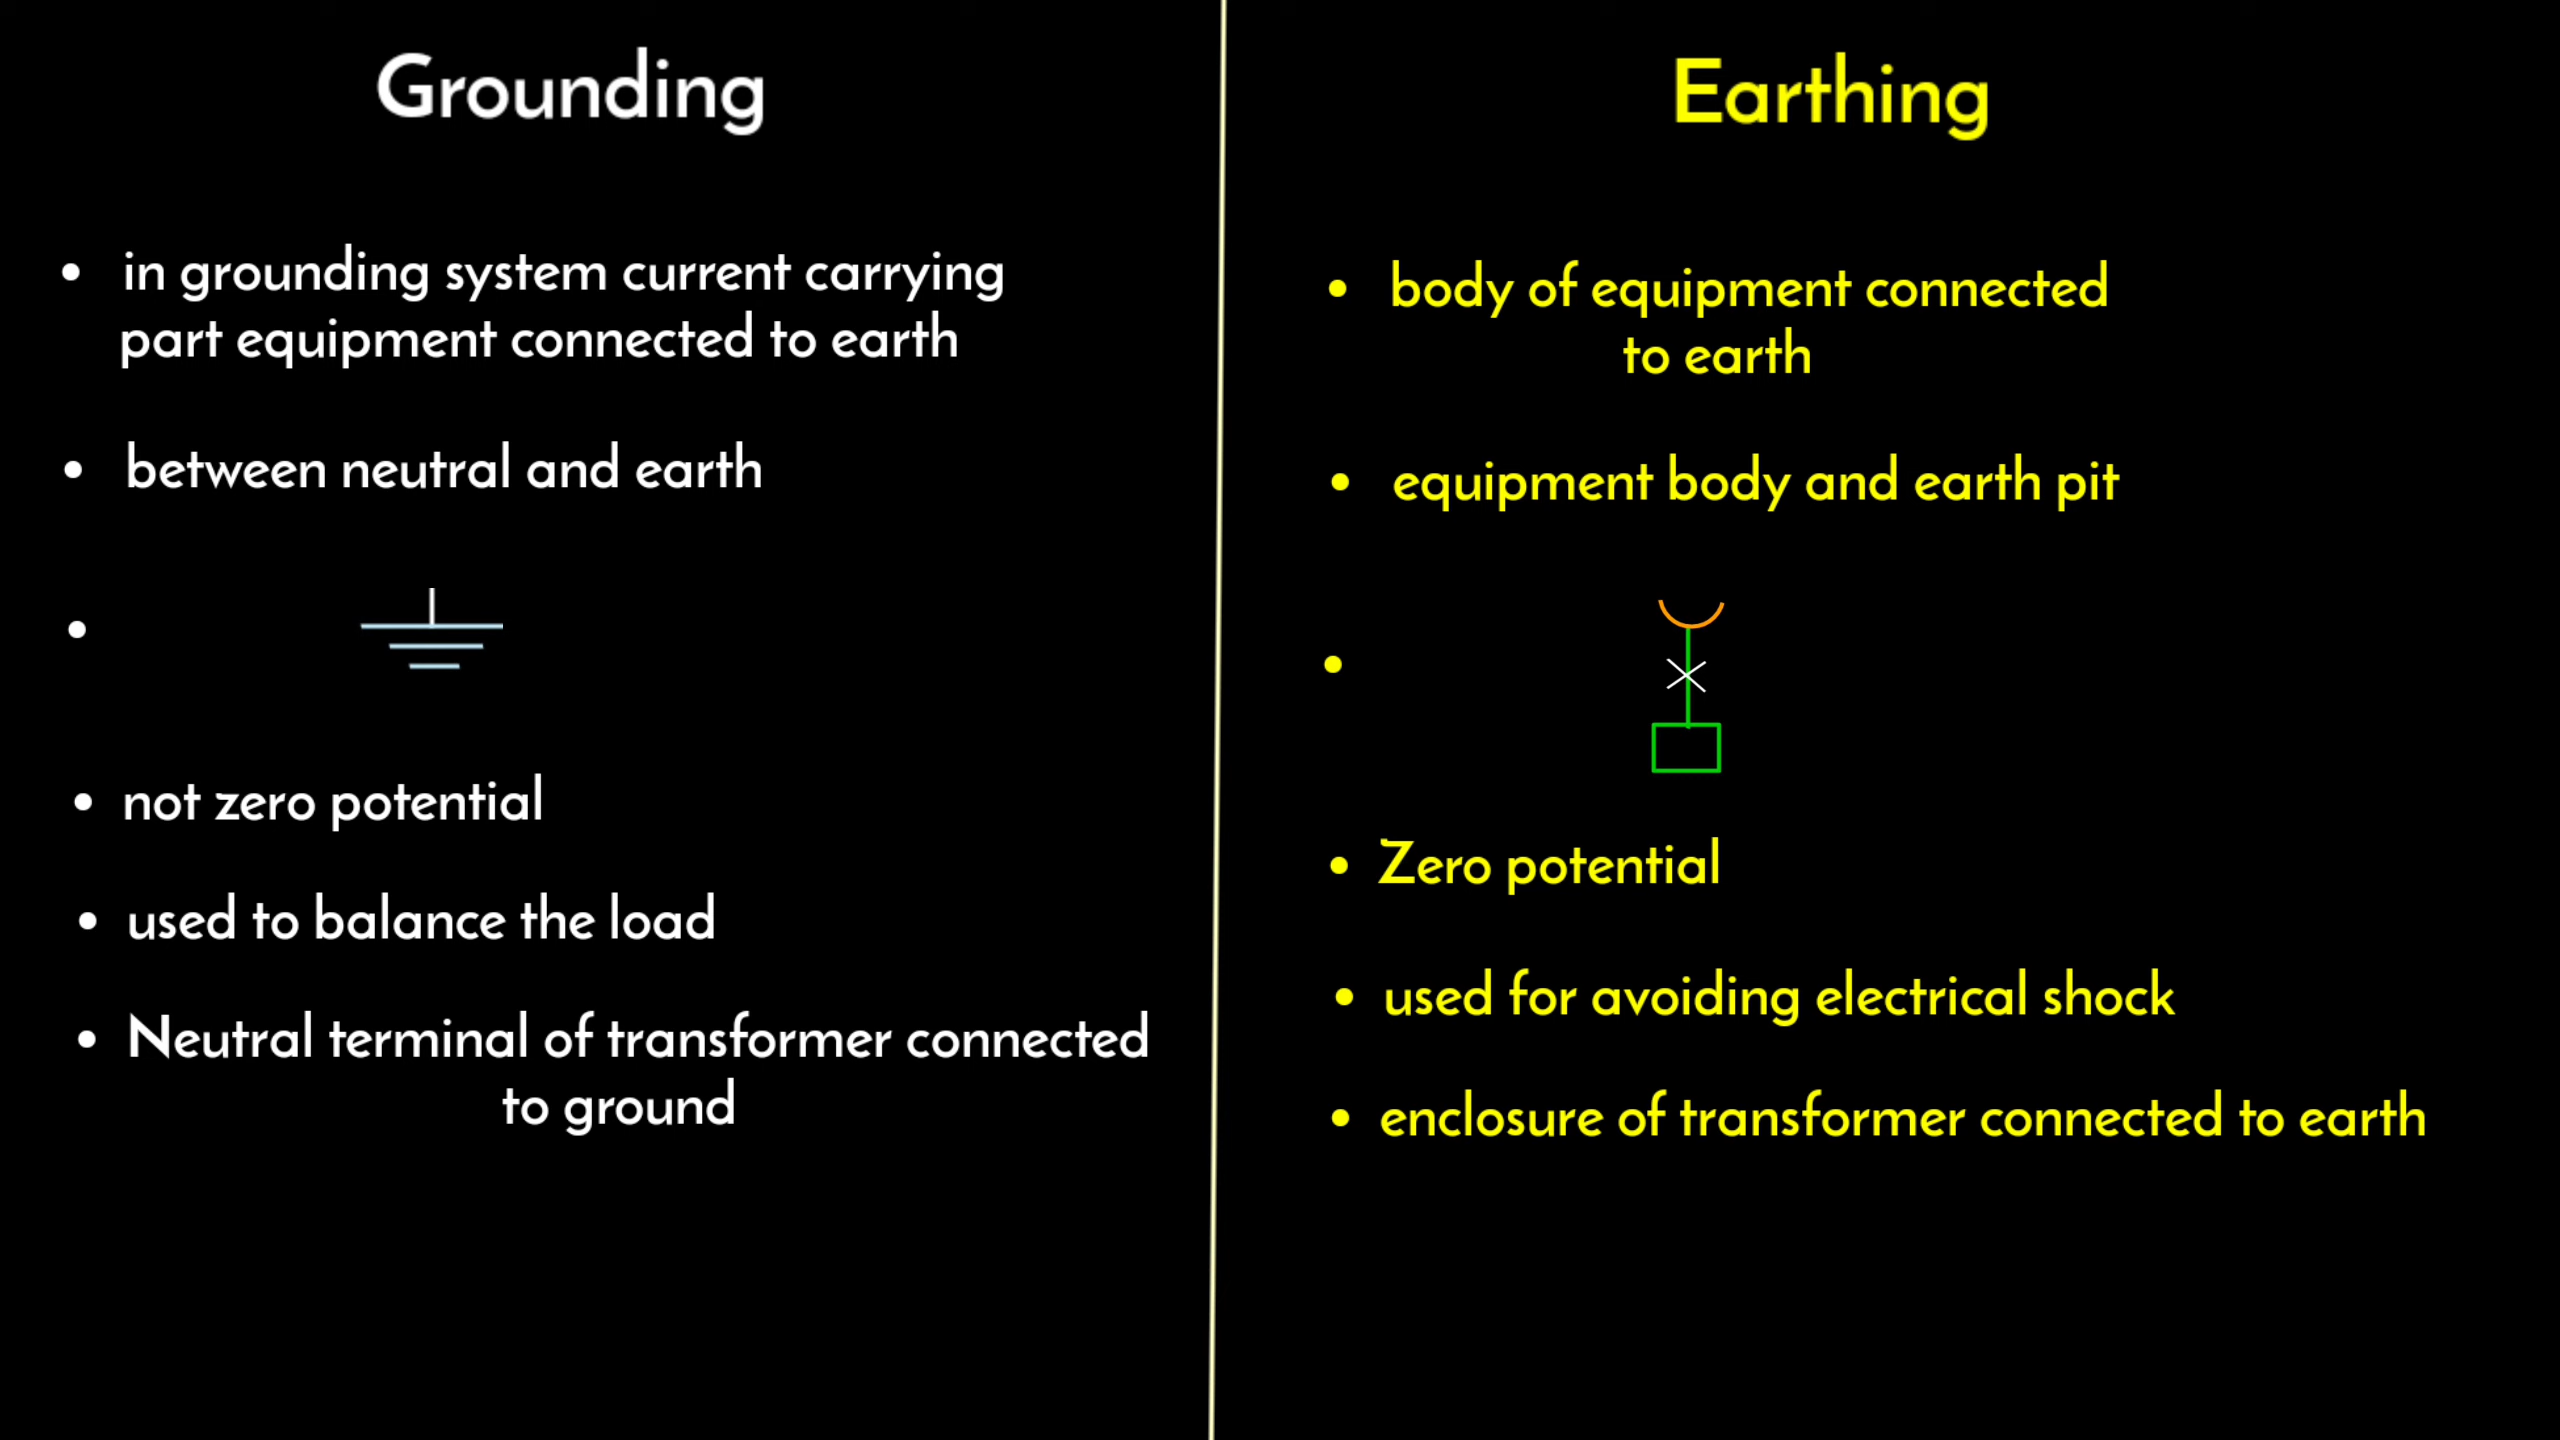 Grounding
in grounding system current carrying
part equipment connected to earth
between neutral and earth
not zero potential
used to balance the load
Neutral terminal of transformer connected
to ground
Earthing
body of equipment connected
to earth
equipment body and earth pit
Zero potential
used for avoiding electrical shock
enclosure of transformer connected to earth